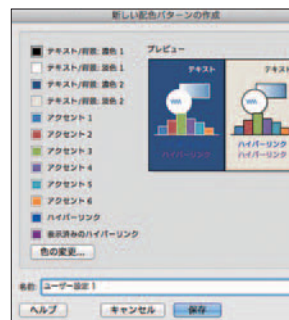 新しい配色パターンの作成
テキスト/背景: 濃色 1
テキスト/背景: 淡色 1
テキスト/背景: 濃色 2
テキスト/背景: 淡色 2
アクセント 1
アクセント 2
アクセント 3
アクセント 4
アクセント 5
アクセント 6
ハイパーリンク
表示済みのハイパーリンク
色の変更...
プレビュー
テキスト
テキスト
ハイパーリンク
ハイパーリンク
ハイパーリンク
名前: ユーザー設定 1
ヘルプ
キャンセル
保存